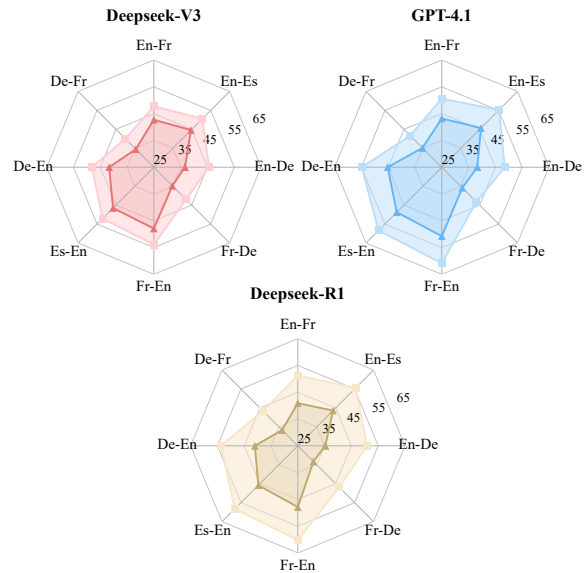 Deepseek-V3
En-Fr
De-Fr
En-Es
65
55
45
35
25
De-En
En-De
Es-En
Fr-De
Fr-En
GPT-4.1
En-Fr
De-Fr
En-Es
65
55
45
35
25
De-En
En-De
Es-En
Fr-De
Fr-En
Deepseek-R1
En-Fr
De-Fr
En-Es
65
55
45
35
25
De-En
En-De
Es-En
Fr-De
Fr-En